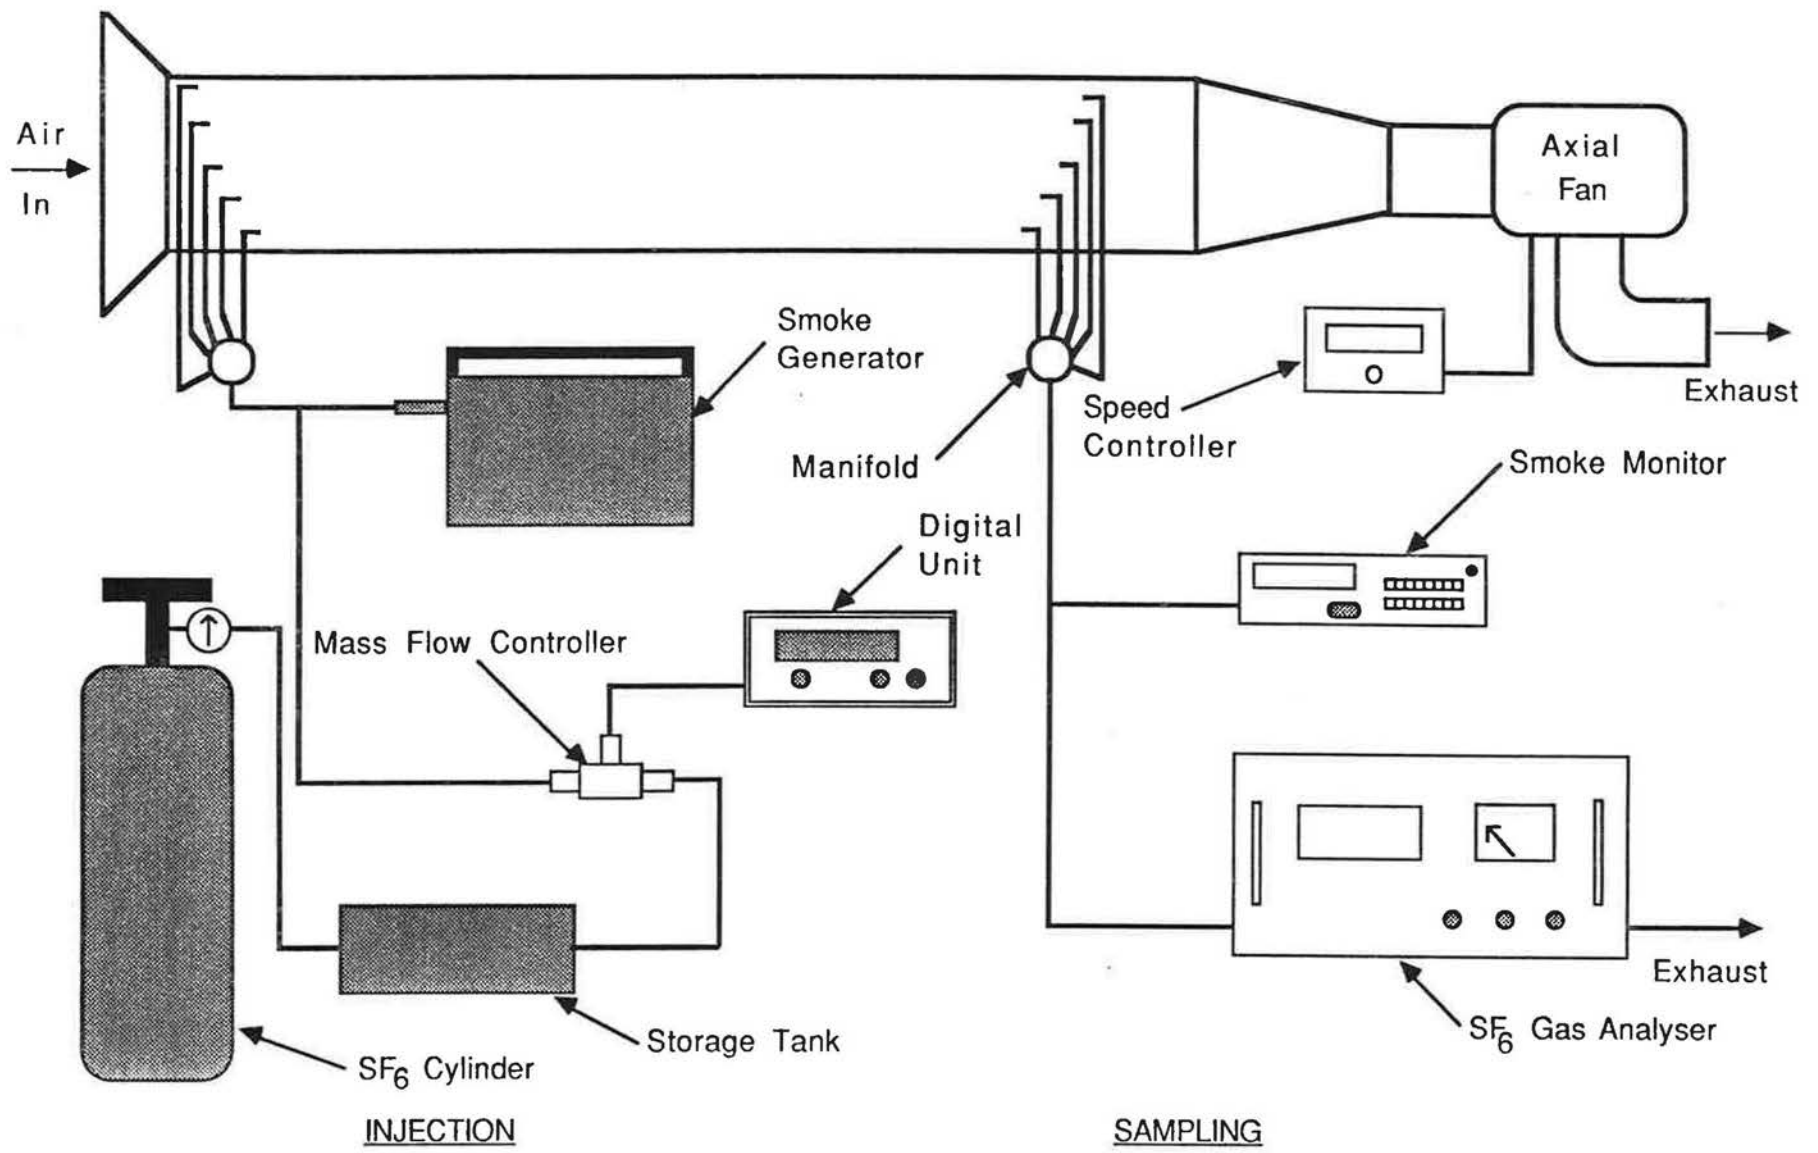 Air
In
Axial
Fan
Smoke
Generator
Exhaust
Speed
Controller
Manifold
Smoke Monitor
Digital
Unit
Mass Flow Controller
Exhaust
SF6 Gas Analyser
Storage Tank
SF6 Cylinder
INJECTION
SAMPLING